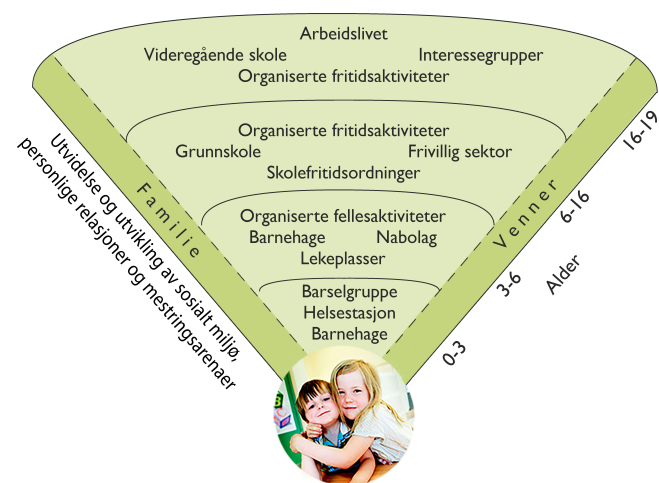 Arbeidslivet
Videregående skole Interessegrupper
Organiserte fritidsaktiviteter
Organiserte fritidsaktiviteter
Grunnskole Frivillig sektor
Skolefritidsordninger
Organiserte fellesaktiviteter
Barnehage Nabolag
Lekeplasser
Barselgruppe
Helsestasjon
Barnehage
Familie
Venner
Utvidelse og utvikling av sosialt miljø,
personlige relasjoner og mestringsarenaer
16-19
6-16
3-6
0-3
Alder